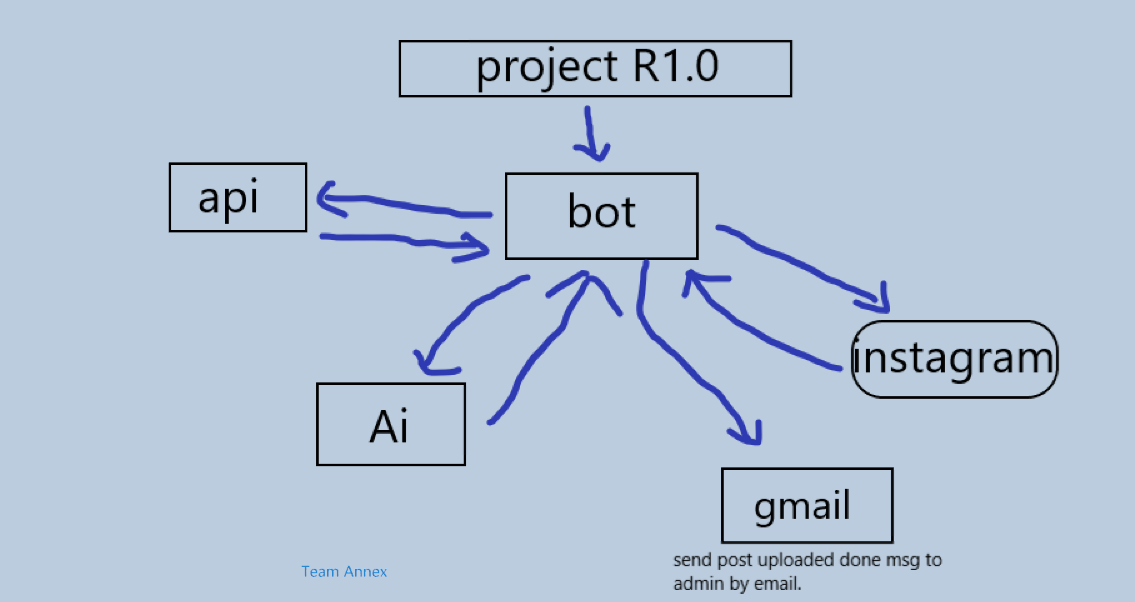 project R1.0
api
bot
instagram
Ai
gmail
send post uploaded done msg to
admin by email.
Team Annex